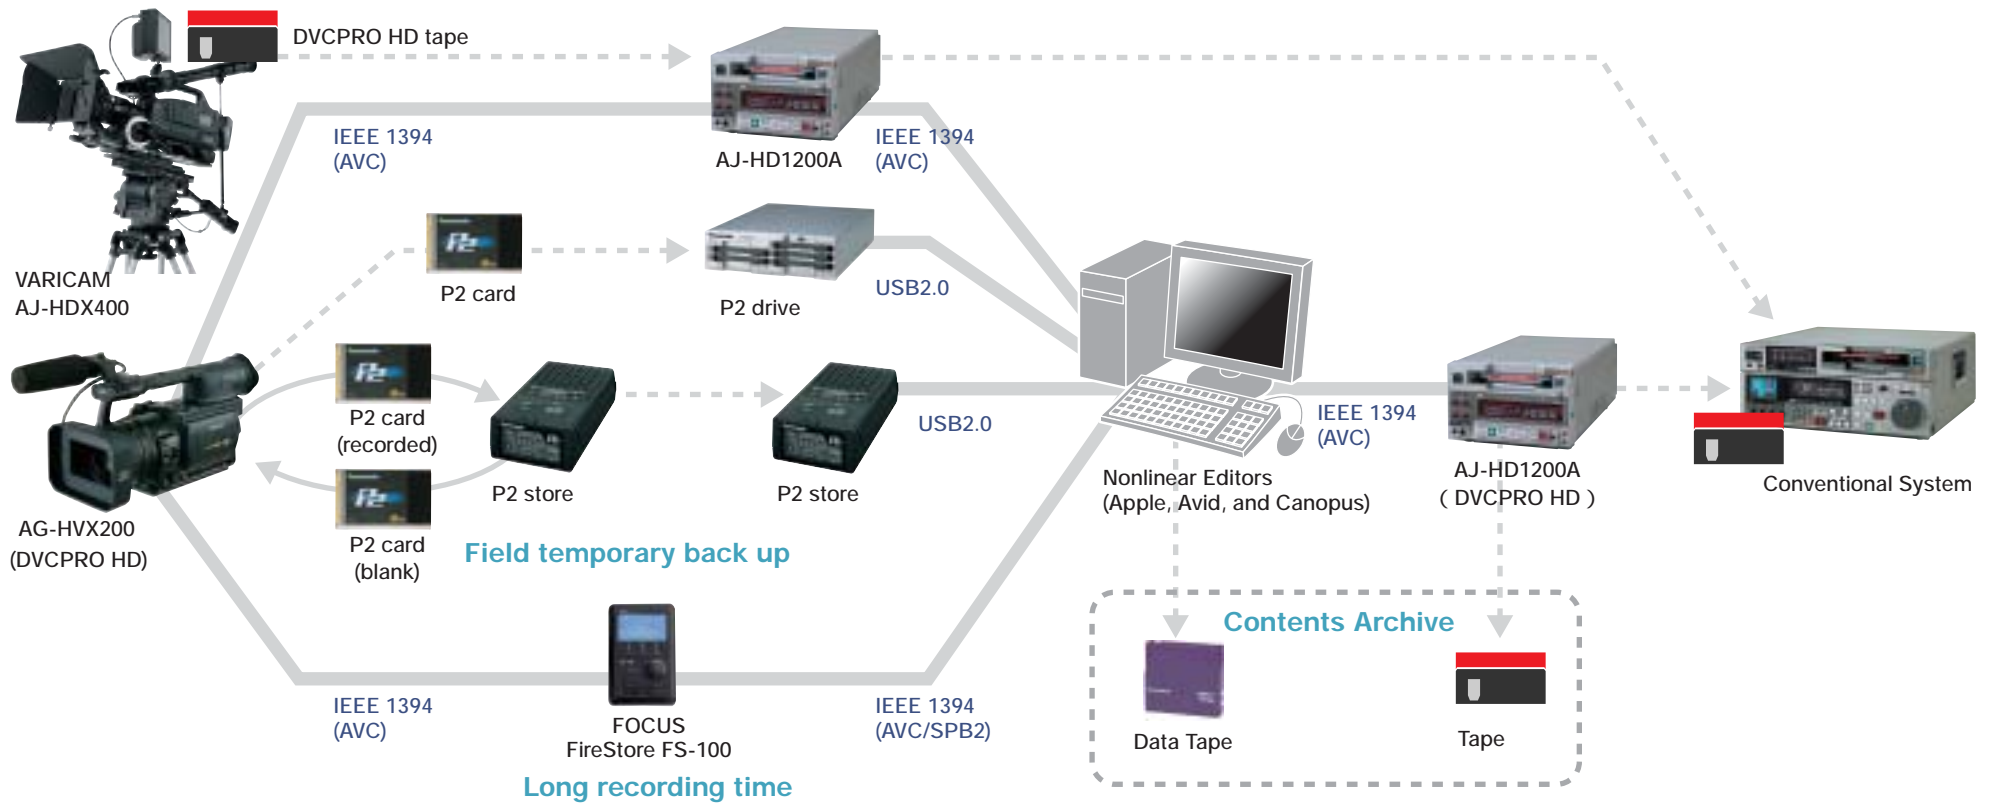 DVCPRO HD tape
IEEE 1394
(AVC)
AJ-HD1200A
IEEE 1394
(AVC)
VARICAM
AJ-HDX400
P2
P2 card
P2 drive
USB2.0
AG-HVX200
(DVCPRO HD)
P2
P2 card
(recorded)
P2
P2 card
(blank)
P2 store
P2 store
USB2.0
Field temporary back up
Nonlinear Editors
(Apple, Avid, and Canopus)
IEEE 1394
(AVC)
AJ-HD1200A
( DVCPRO HD )
Conventional System
IEEE 1394
(AVC)
FOCUS
FireStore FS-100
IEEE 1394
(AVC/SPB2)
Long recording time
Contents Archive
Data Tape
Tape